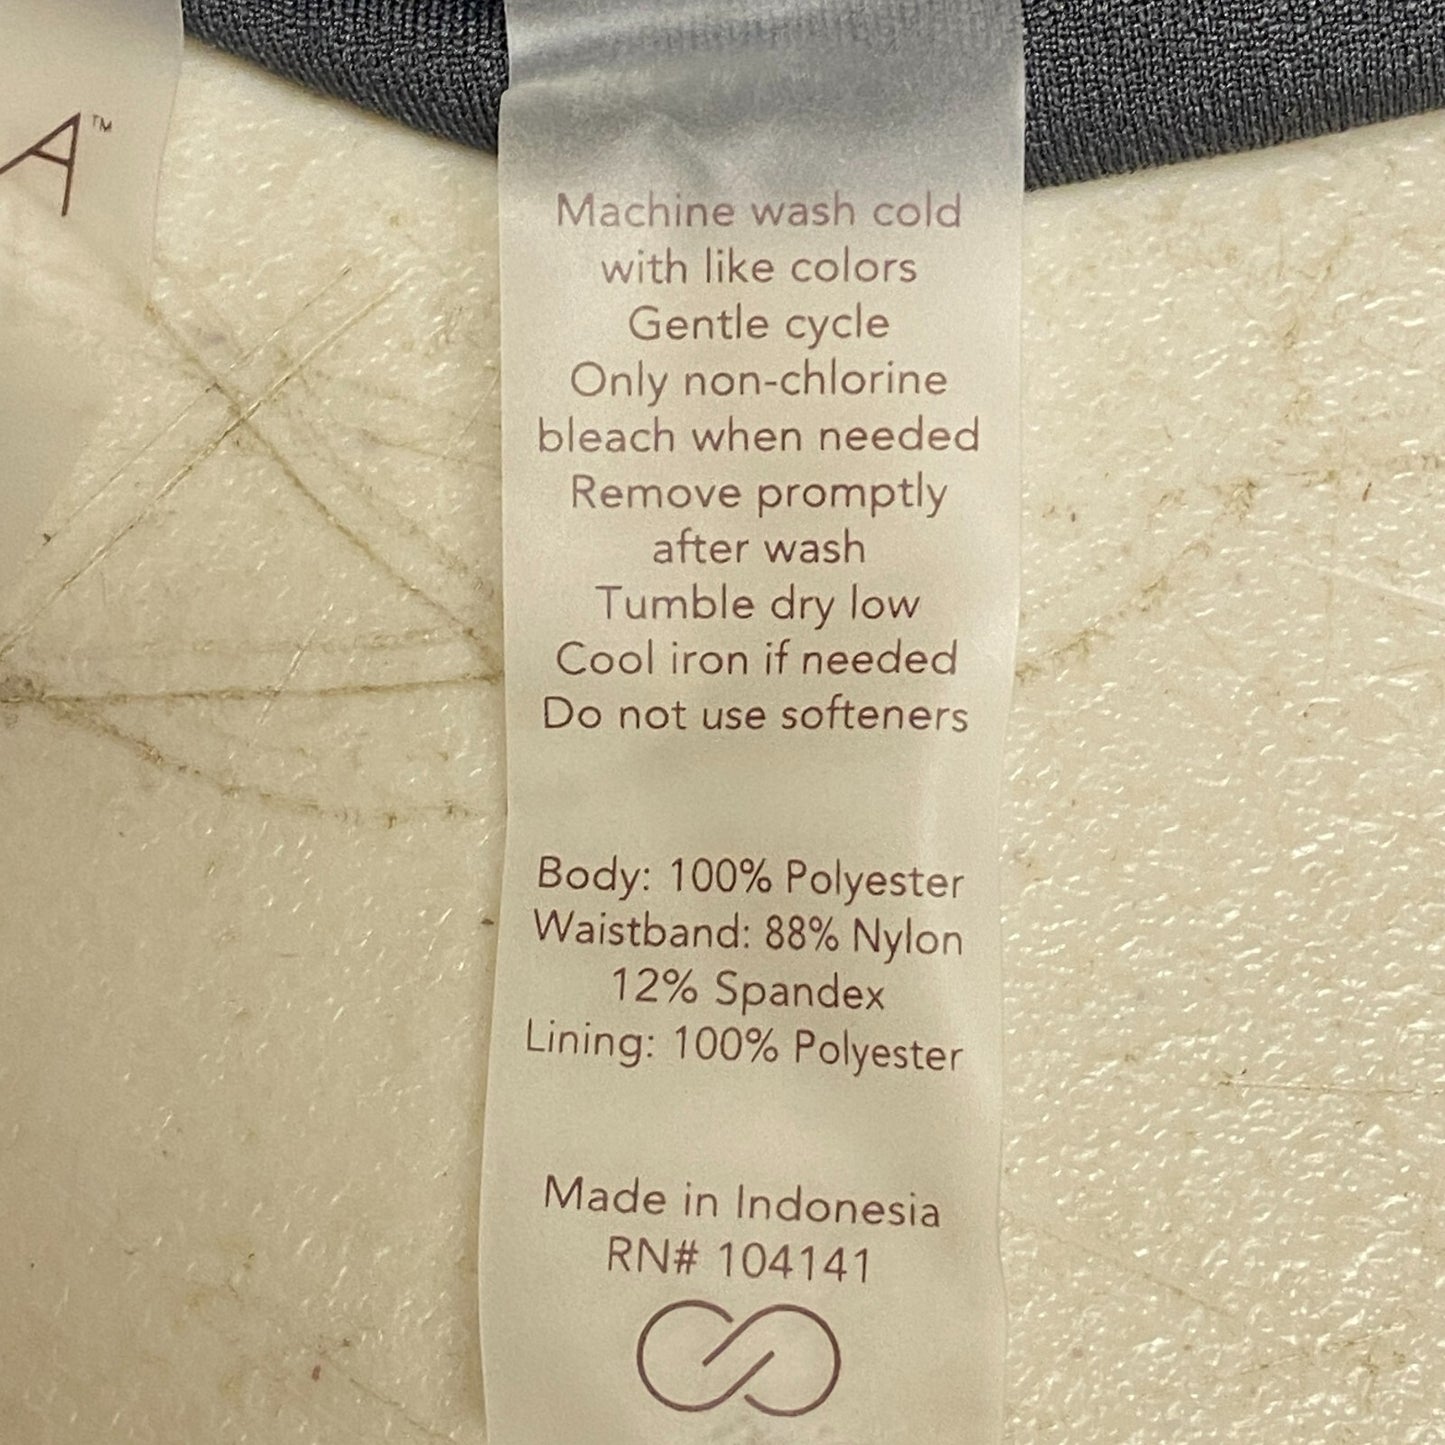 A™
Machine wash cold
with like colors
Gentle cycle
Only non-chlorine
bleach when needed
Remove promptly
after wash
Tumble dry low
Cool iron if needed
Do not use softeners
Body: 100% Polyester
Waistband: 88% Nylon
12% Spandex
Lining: 100% Polyester
Made in Indonesia
RN# 104141